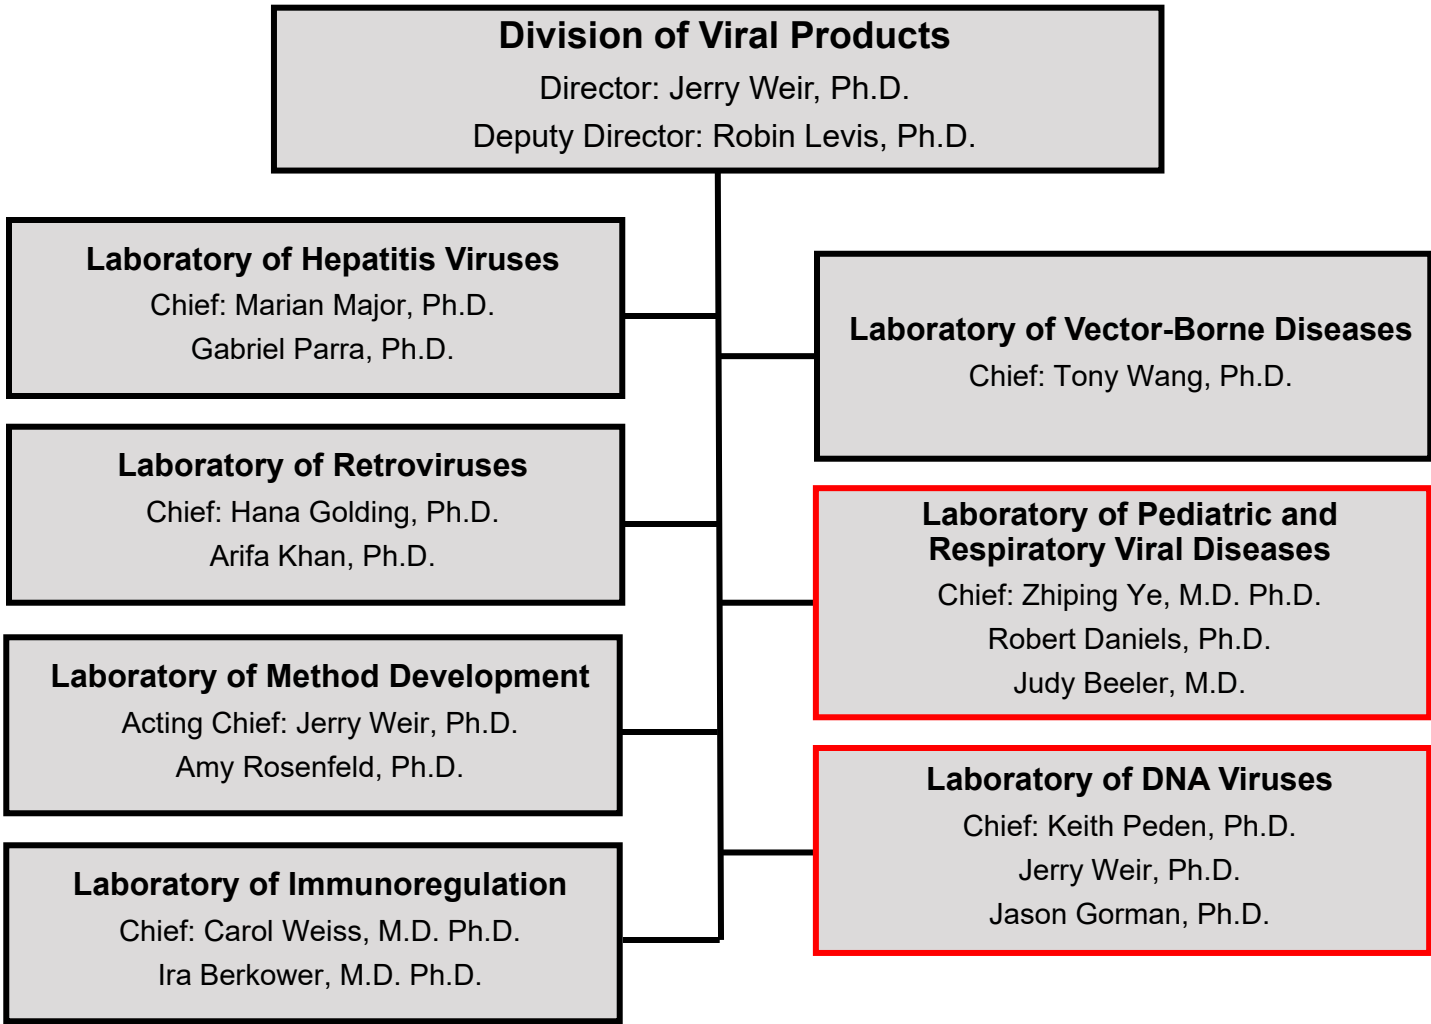 Division of Viral Products
Director: Jerry Weir, Ph.D.
Deputy Director: Robin Levis, Ph.D.
Laboratory of Hepatitis Viruses
Chief: Marian Major, Ph.D.
Gabriel Parra, Ph.D.
Laboratory of Retroviruses
Chief: Hana Golding, Ph.D.
Arifa Khan, Ph.D.
Laboratory of Method Development
Acting Chief: Jerry Weir, Ph.D.
Amy Rosenfeld, Ph.D.
Laboratory of Immunoregulation
Chief: Carol Weiss, M.D. Ph.D.
Ira Berkower, M.D. Ph.D.
Laboratory of Vector-Borne Diseases
Chief: Tony Wang, Ph.D.
Laboratory of Pediatric and
Respiratory Viral Diseases
Chief: Zhiping Ye, M.D. Ph.D.
Robert Daniels, Ph.D.
Judy Beeler, M.D.
Laboratory of DNA Viruses
Chief: Keith Peden, Ph.D.
Jerry Weir, Ph.D.
Jason Gorman, Ph.D.